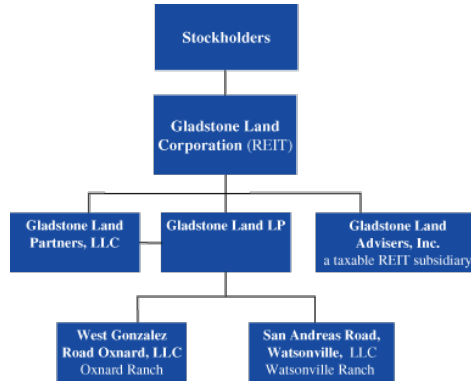 Stockholders
Gladstone Land
Corporation (REIT)
Gladstone Land
Partners, LLC
Gladstone Land LP
Gladstone Land
Advisers, Inc.
a taxable REIT subsidiary
West Gonzalez
Road Oxnard, LLC
Oxnard Ranch
San Andreas Road,
Watsonville, LLC
Watsonville Ranch